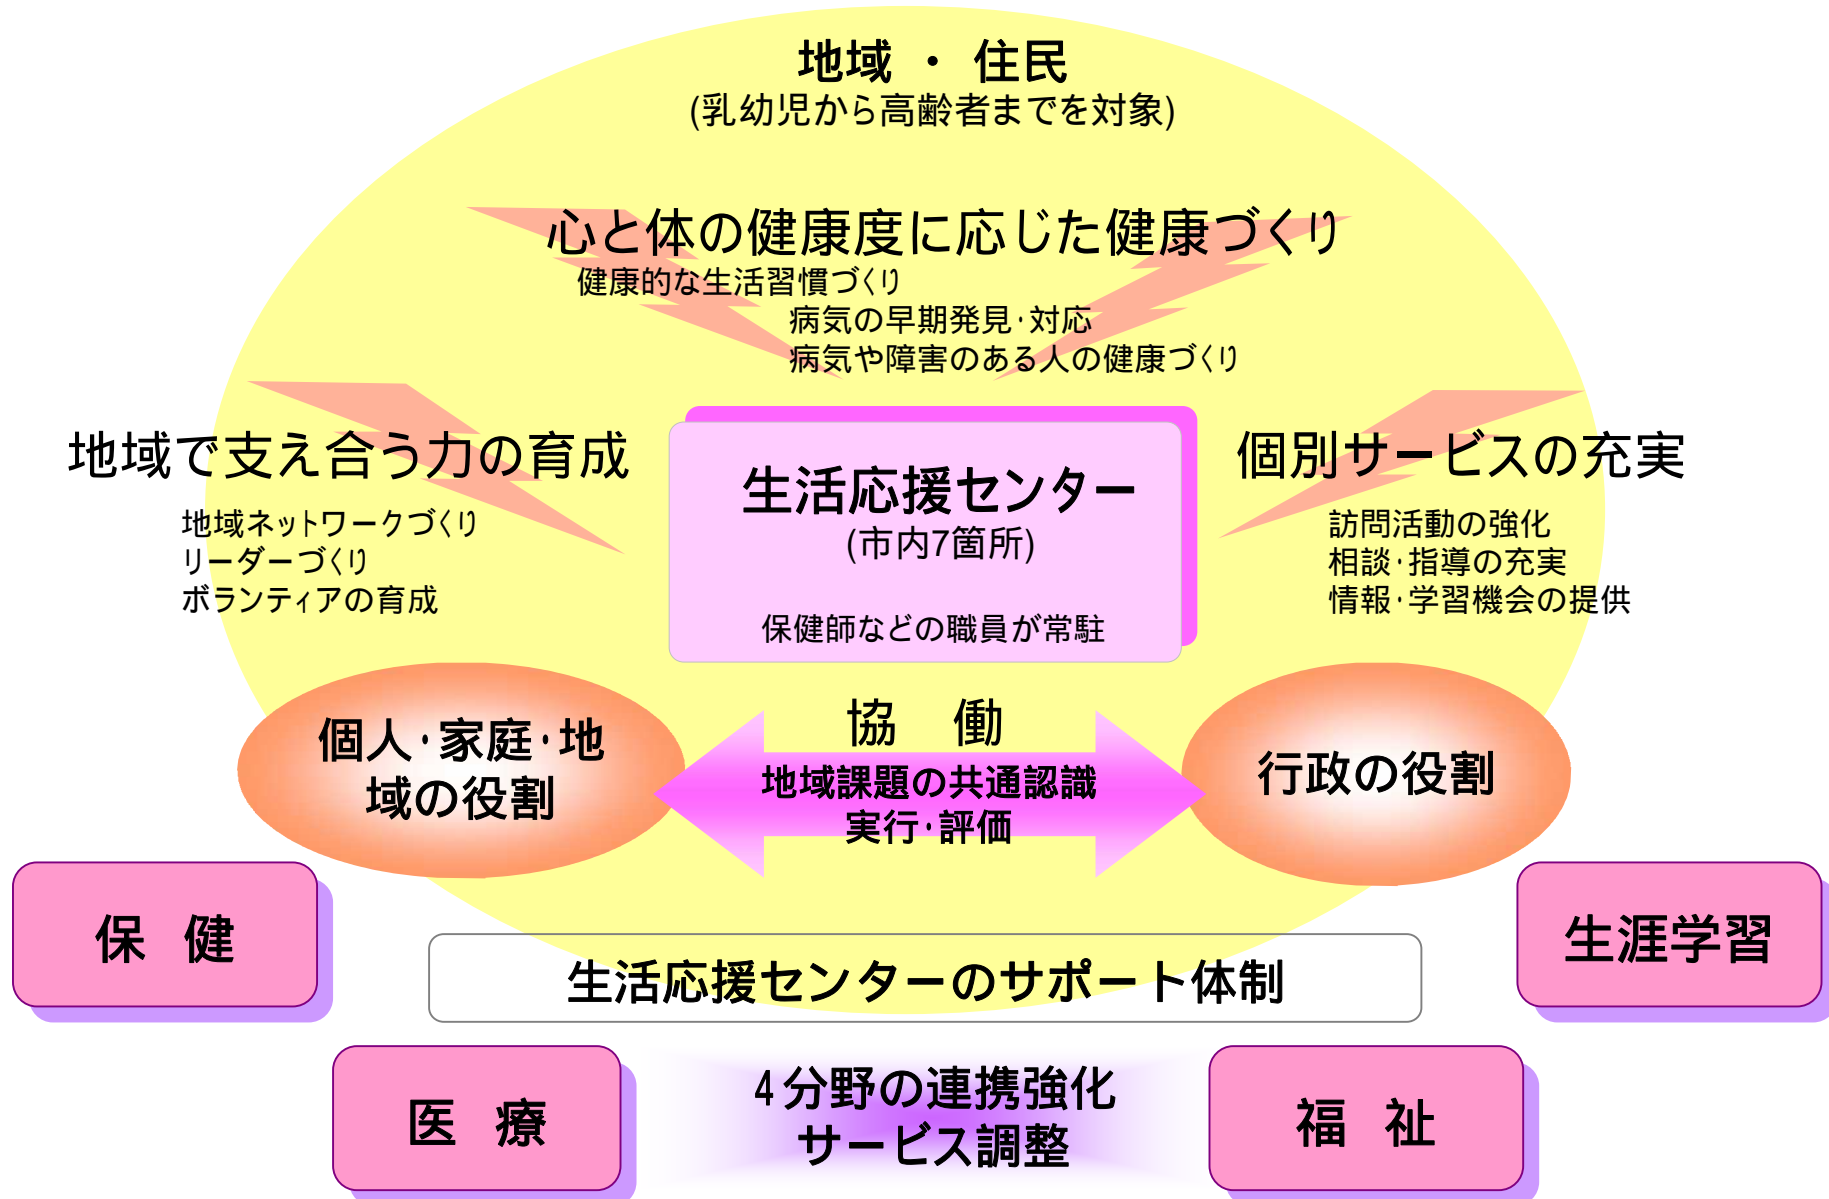 地域 ・ 住民
(乳幼児から高齢者までを対象)
心と体の健康度に応じた健康づくり
健康的な生活習慣づくり
病気の早期発見･対応
病気や障害のある人の健康づくり
地域で支え合う力の育成
地域ネットワークづくり
リーダーづくり
ボランティアの育成
生活応援センター
(市内7箇所)
保健師などの職員が常駐
個別サービスの充実
訪問活動の強化
相談･指導の充実
情報･学習機会の提供
個人･家庭･地
域の役割
協　働
地域課題の共通認識
実行･評価
行政の役割
保 健
生涯学習
生活応援センターのサポート体制
医 療
4分野の連携強化
サービス調整
福 祉